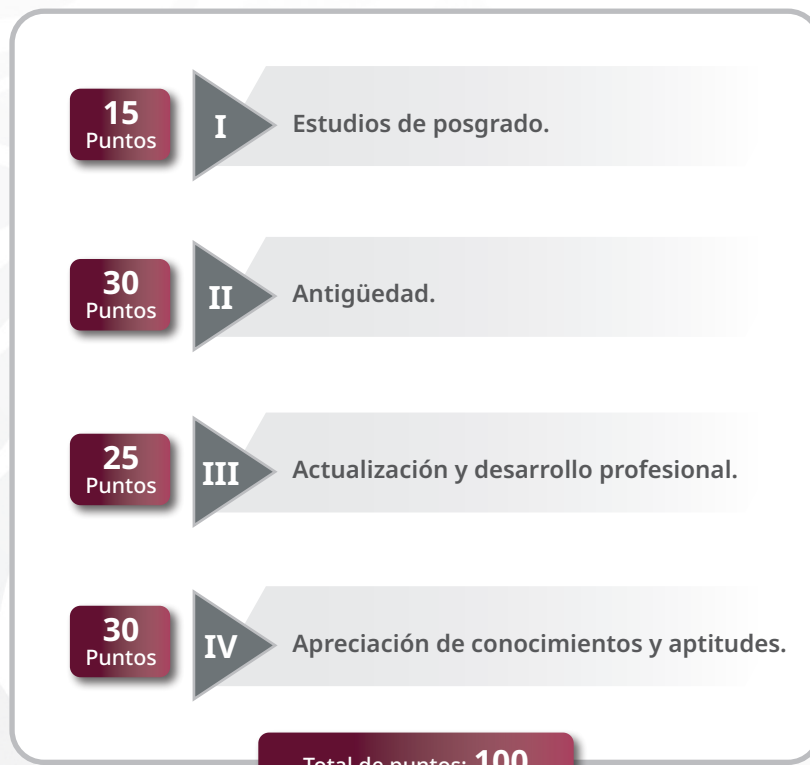 15
Puntos
I
Estudios de posgrado.
30
Puntos
II
Antigüedad.
25
Puntos
III
Actualización y desarrollo profesional.
30
Puntos
IV
Apreciación de conocimientos y aptitudes.
Total de puntos: 100